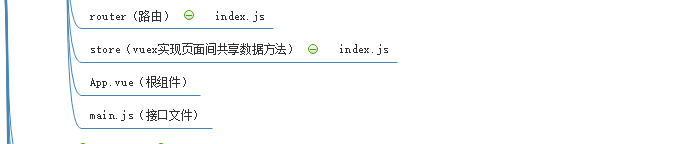 router（路由） index.js
store（vuex实现页面间共享数据方法） index.js
App.vue（根组件）
main.js（接口文件）